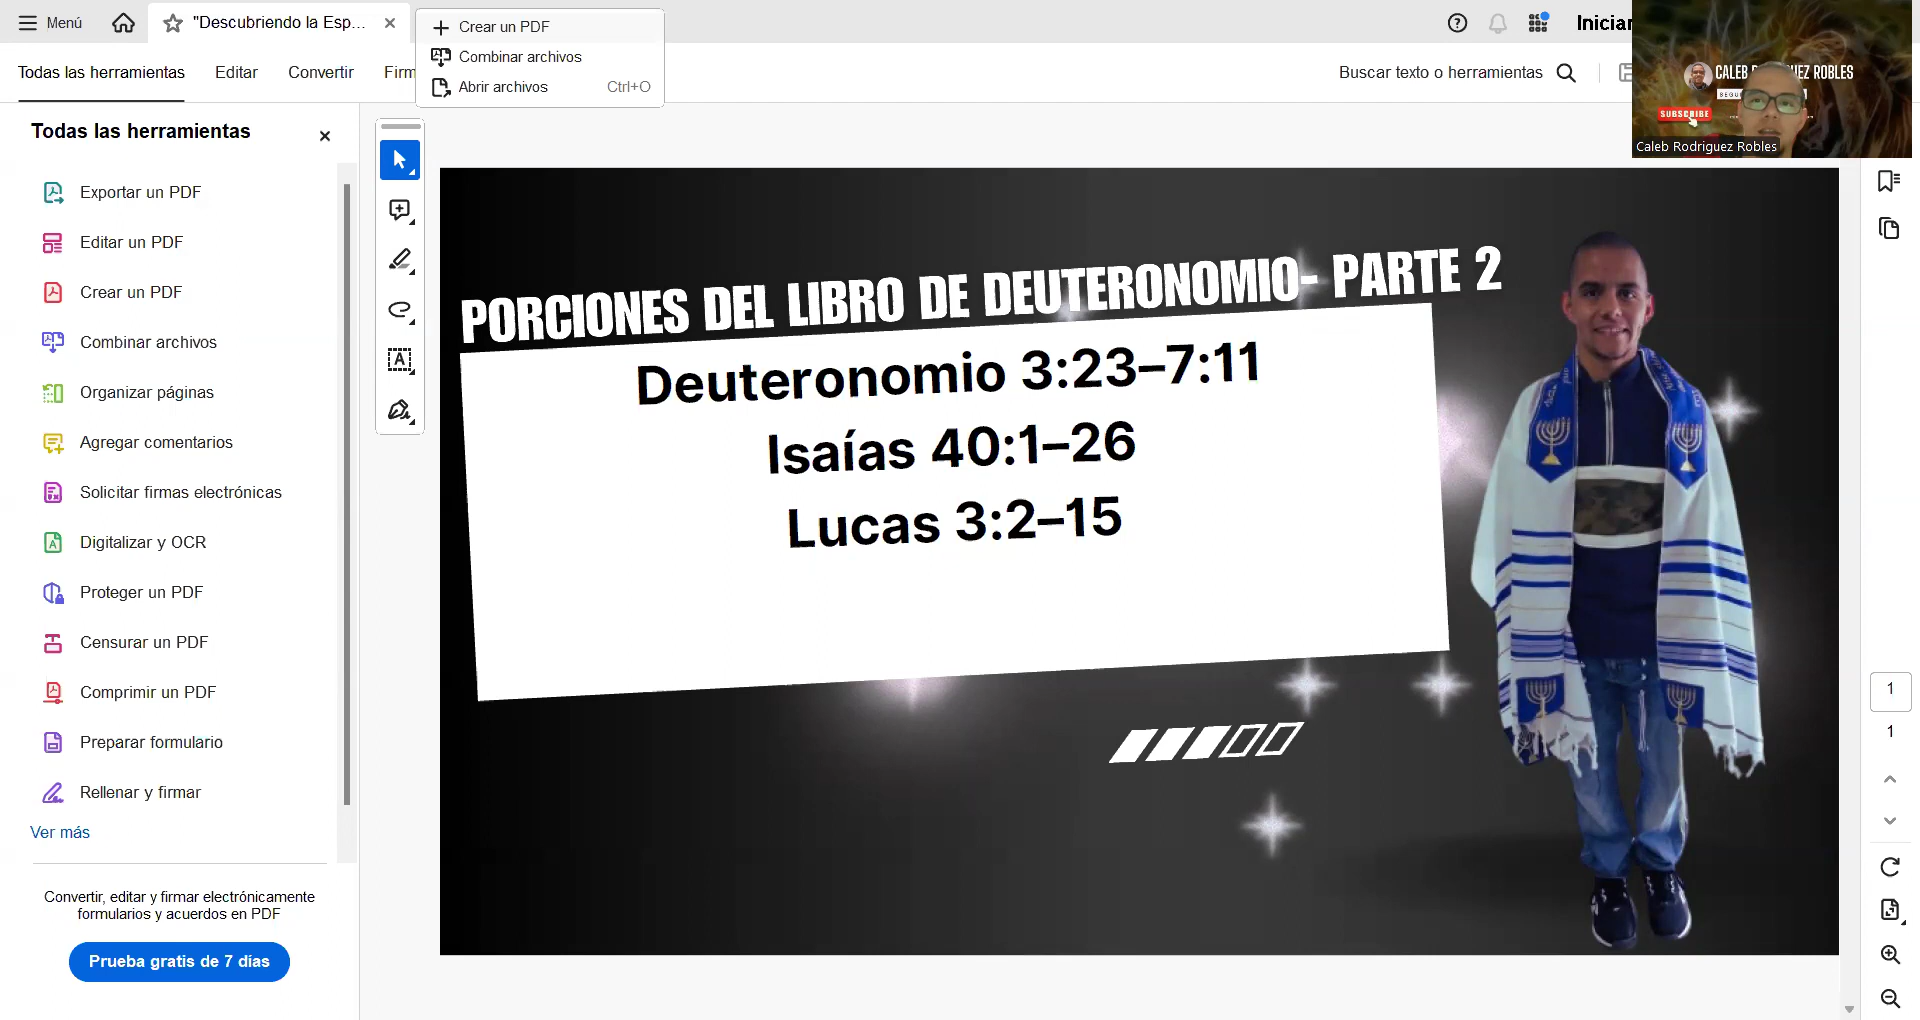 Menú
"Descubriendo la Esp...
Crear un PDF
Combinar archivos
Abrir archivos Ctrl+O
Iniciar
Todas las herramientas
Editar
Convertir
Buscar texto o herramientas
SUBSCRIBE
Caleb Rodriguez Robles
Todas las herramientas
Exportar un PDF
Editar un PDF
Crear un PDF
Combinar archivos
Organizar páginas
Agregar comentarios
Solicitar firmas electrónicas
Digitalizar y OCR
Proteger un PDF
Censurar un PDF
Comprimir un PDF
Preparar formulario
Rellenar y firmar
Ver más
Convertir, editar y firmar electrónicamente
formularios y acuerdos en PDF
Prueba gratis de 7 días
PORCIONES DEL LIBRO DE DEUTERONOMIO- PARTE 2
Deuteronomio 3:23–7:11
Isaías 40:1–26
Lucas 3:2–15
1
1